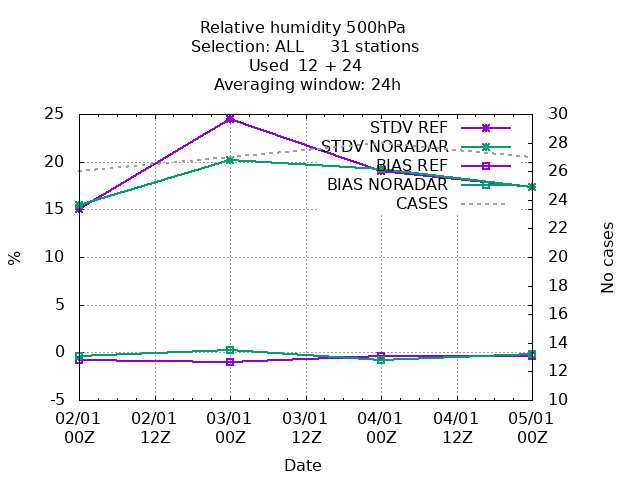 Relative humidity 500hPa
Selection: ALL 31 stations
Used 12 + 24
Averaging window: 24h
25
20
15
10
5
0
-5
%
30
28
26
24
22
20
18
16
14
12
10
No cases
STDV REF
STDV NORADAR
BIAS REF
BIAS NORADAR
CASES
02/01 02/01 03/01 03/01 04/01 04/01 05/01
00Z 12Z 00Z 12Z 00Z 12Z 00Z
Date